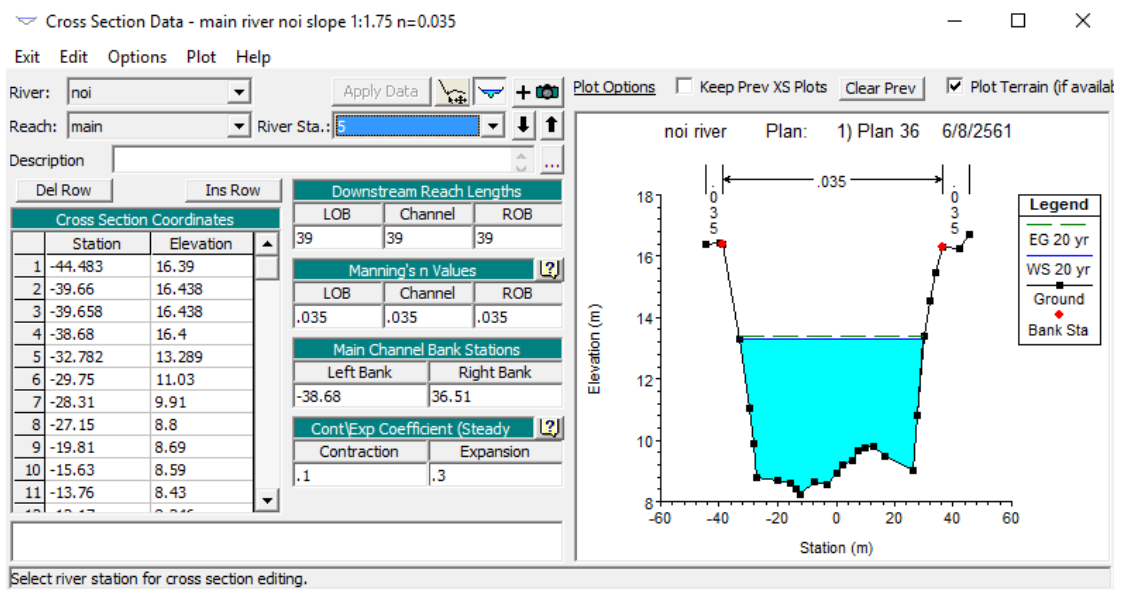 Cross Section Data - main river noi slope 1:1.75 n=0.035
Exit Edit Options Plot Help
River: noi Apply Data
Reach: main River Sta.: 5
Description ...
Del Row Ins Row
Cross Section Coordinates
Station Elevation
1 -44.483 16.39
2 -39.66 16.438
3 -39.658 16.438
4 -38.68 16.4
5 -32.782 13.289
6 -29.75 11.03
7 -28.31 9.91
8 -27.15 8.8
9 -19.81 8.69
10 -15.63 8.59
11 -13.76 8.43
Downstream Reach Lengths
LOB Channel ROB
39 39 39
Manning's n Values
LOB Channel ROB
.035 .035 .035
Main Channel Bank Stations
Left Bank Right Bank
-38.68 36.51
Cont\Exp Coefficient (Steady
Contraction Expansion
.1 .3
Plot Options Keep Prev XS Plots Clear Prev Plot Terrain (if availab
noi river Plan: 1) Plan 36 6/8/2561
.035 .035 .035
18
16
14
12
10
8
Elevation (m)
-60 -40 -20 0 20 40 60
Station (m)
Legend
EG 20 yr
WS 20 yr
Ground
Bank Sta
Select river station for cross section editing.